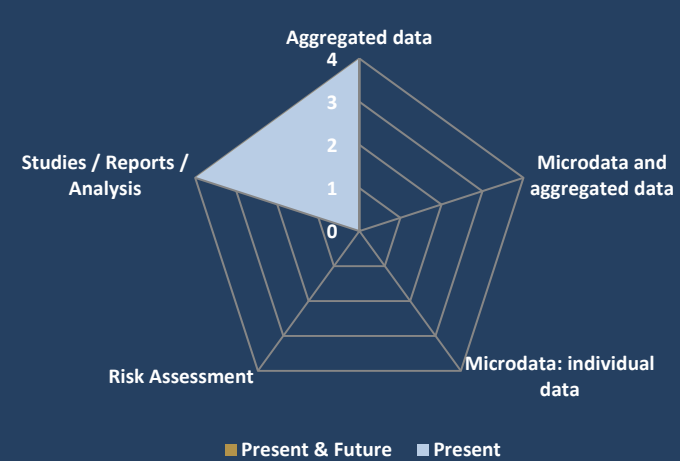 Aggregated data
4
3
2
1
0
Studies / Reports /
Analysis
Microdata and
aggregated data
Risk Assessment
Microdata: individual
data
Present & Future
Present